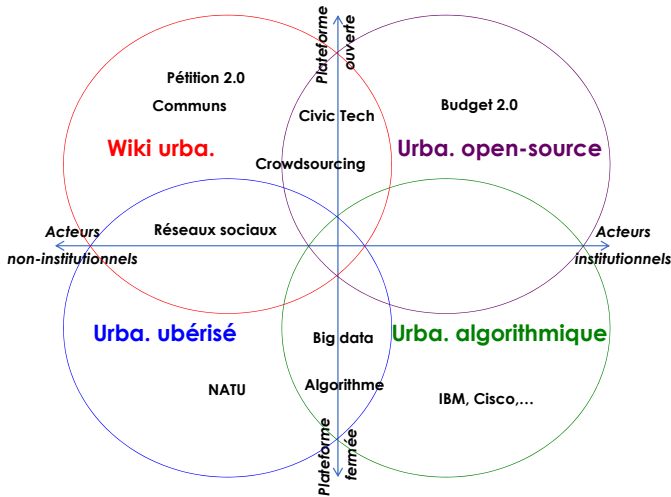 Plateforme
ouverte
Pétition 2.0
Communs
Civic Tech
Budget 2.0
Wiki urba.
Urba. open-source
Crowdsourcing
Réseaux sociaux
Acteurs
non-institutionnels
Acteurs
institutionnels
Urba. ubérisé
Big data
Urba. algorithmique
NATU
Algorithme
IBM, Cisco,...
Plateforme
fermée